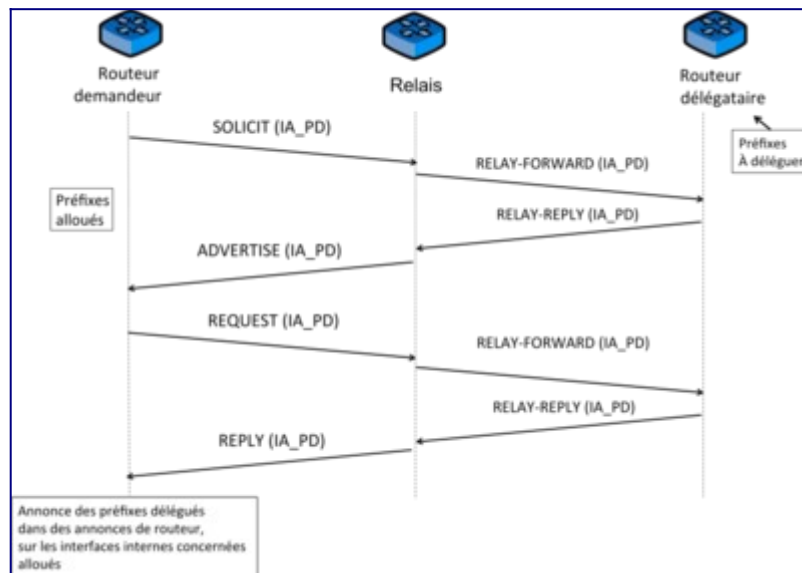 Routeur
demandeur
Relais
Routeur
délégataire
SOLICIT (IA_PD)
Préfixes
À déléguer
RELAY-FORWARD (IA_PD)
Préfixes
alloués
RELAY-REPLY (IA_PD)
ADVERTISE (IA_PD)
REQUEST (IA_PD)
RELAY-FORWARD (IA_PD)
RELAY-REPLY (IA_PD)
REPLY (IA_PD)
Annonce des préfixes délégués
dans des annonces de routeur,
sur les interfaces internes concernées
alloués